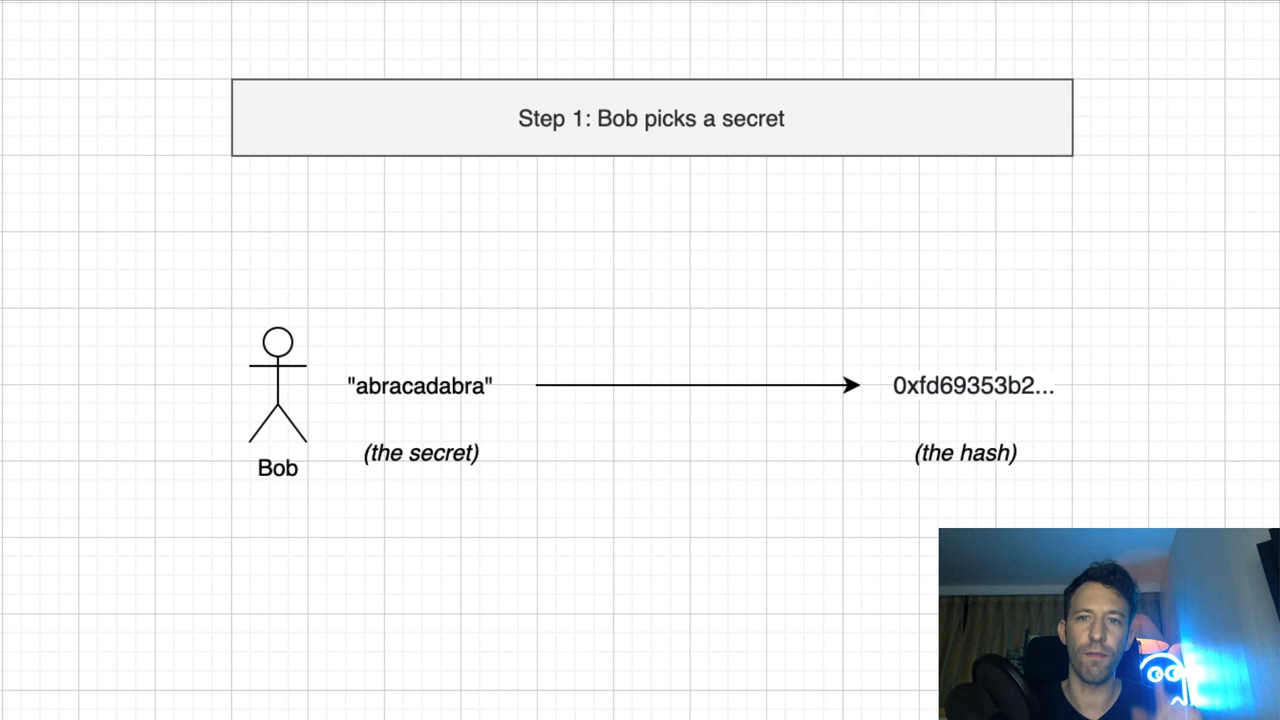 Step 1: Bob picks a secret
"abracadabra"
0xfd69353b2...
(the secret)
(the hash)
Bob